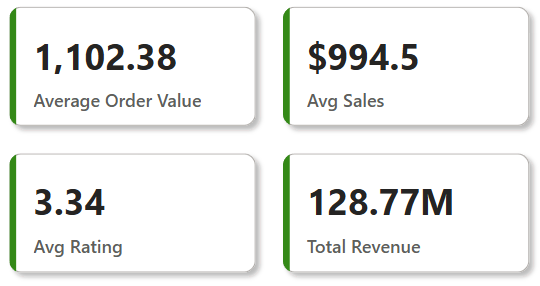 1,102.38
Average Order Value
$994.5
Avg Sales
3.34
Avg Rating
128.77M
Total Revenue